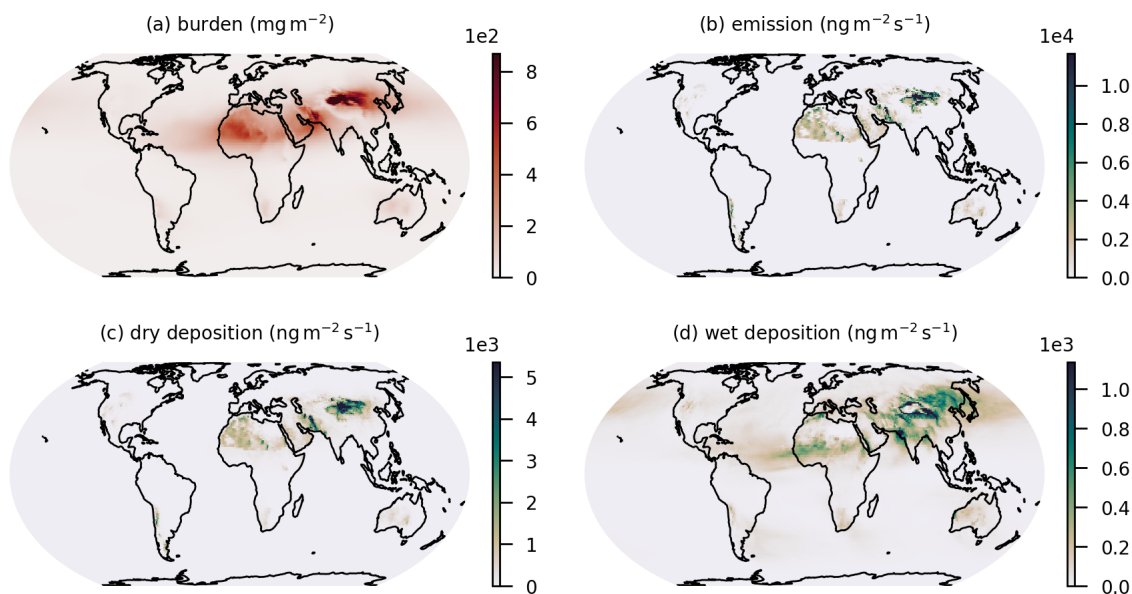 (a) burden (mg m⁻²)
1e2
8
6
4
2
0
(b) emission (ng m⁻² s⁻¹)
1e4
1.0
0.8
0.6
0.4
0.2
0.0
(c) dry deposition (ng m⁻² s⁻¹)
1e3
5
4
3
2
1
0
(d) wet deposition (ng m⁻² s⁻¹)
1e3
1.0
0.8
0.6
0.4
0.2
0.0